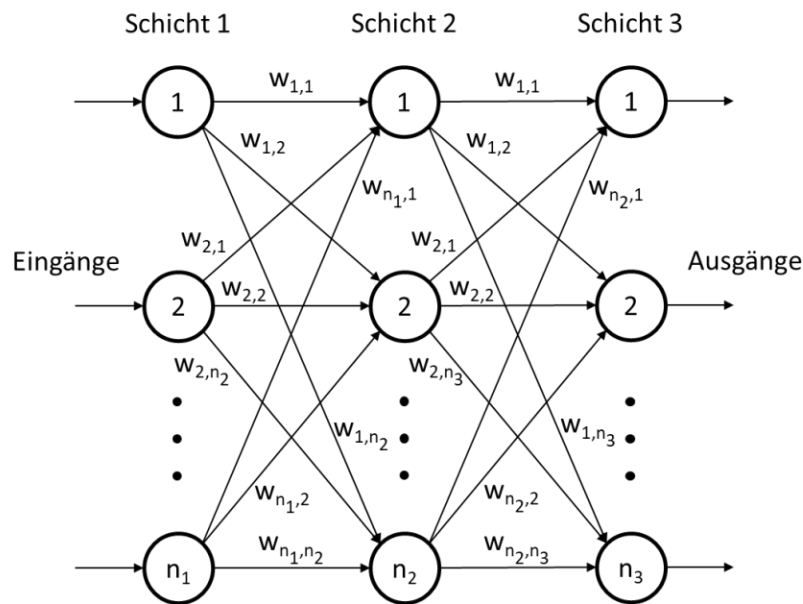 Schicht 1 Schicht 2 Schicht 3
w1,1 w1,1
1 1 1
w1,2 w1,2
wn1,1 wn2,1
w2,1 w2,1
Eingänge Ausgänge
w2,2 w2,2
2 2 2
w2,n2 w2,n3
w1,n2 w1,n3
wn1,2 wn2,2
wn1,n2 wn2,n3
n1 n2 n3